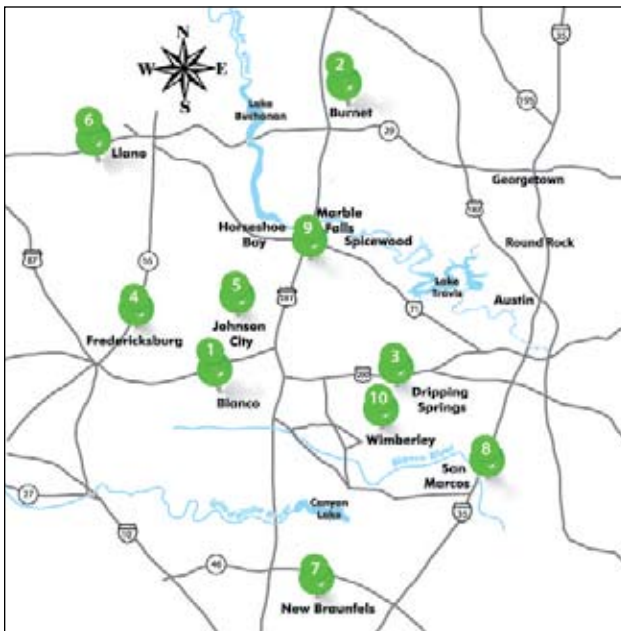 35
N
W E
S
2
Lake
Buchanan
Burnet
195
6
Llano
29
Georgetown
183
Horseshoe
Bay
9
Marble
Falls
Spicewood
Round Rock
87
16
Lake
Travis
Austin
4
Fredericksburg
5
Johnson
City
281
71
1
Blanco
290
3
Dripping
Springs
10
Wimberley
Blanco River
8
San
Marcos
27
10
Canyon
Lake
35
46
7
New Braunfels